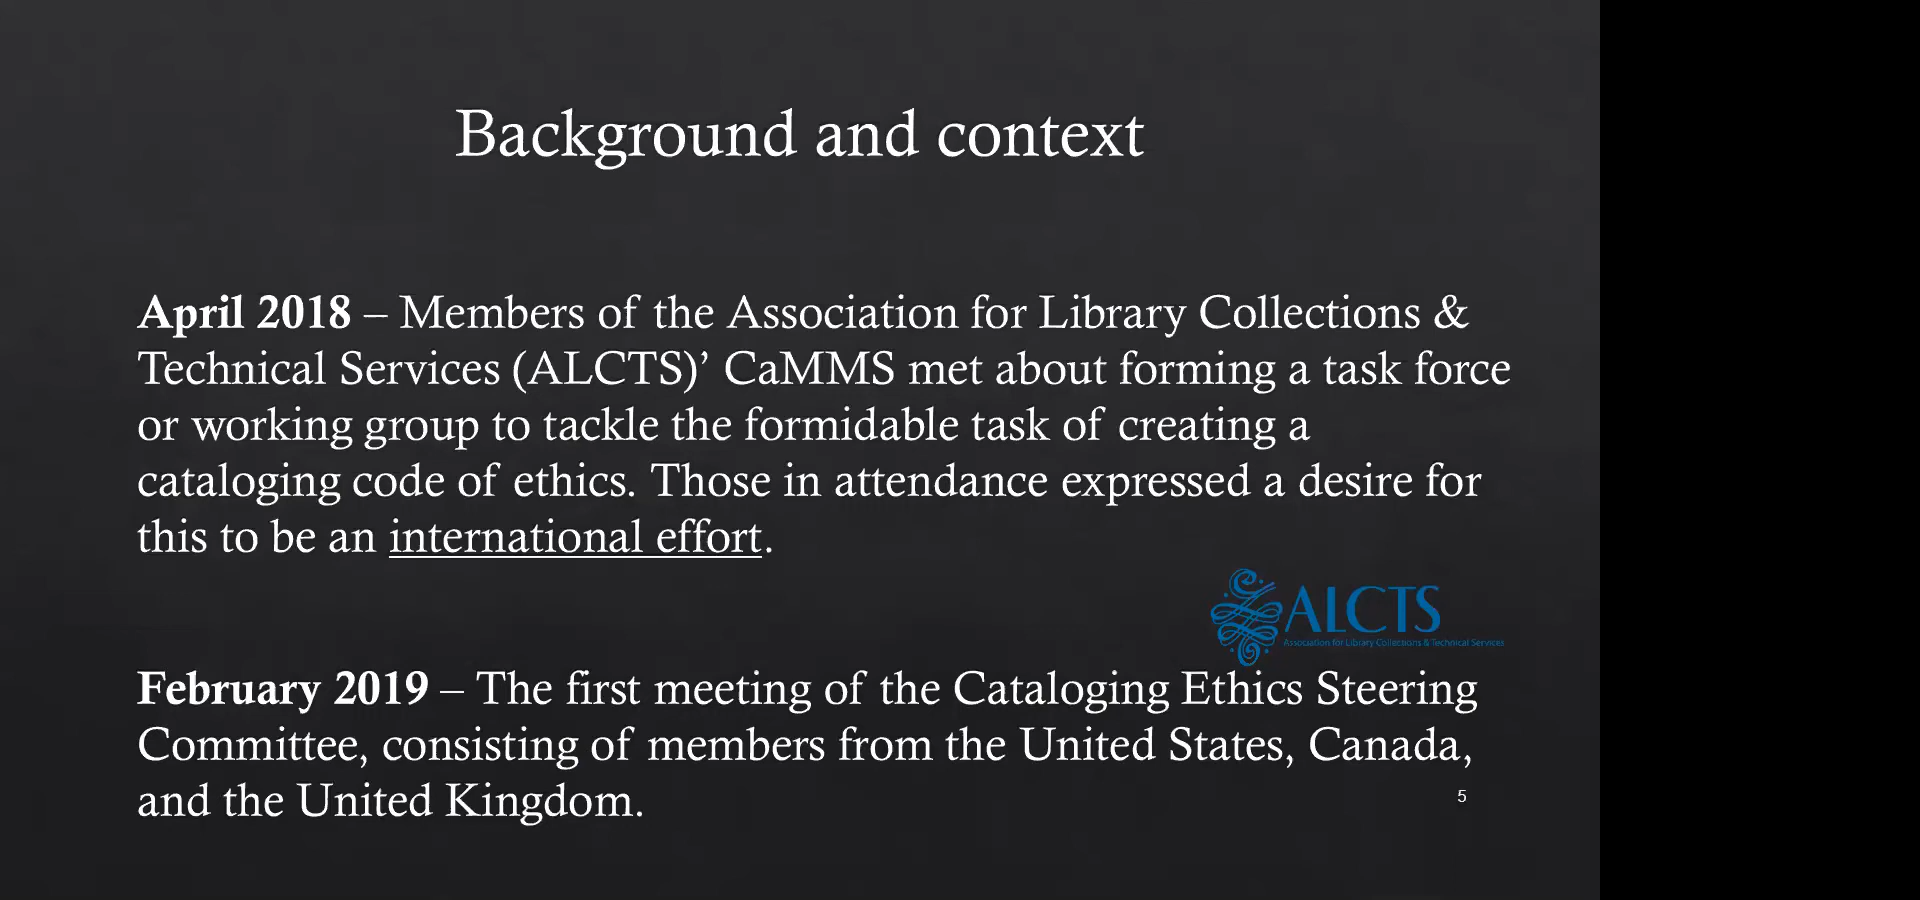 Background and context
April 2018 – Members of the Association for Library Collections &
Technical Services (ALCTS)’ CaMMS met about forming a task force
or working group to tackle the formidable task of creating a
cataloging code of ethics. Those in attendance expressed a desire for
this to be an international effort.
ALCTS
Association for Library Collections & Technical Services
February 2019 – The first meeting of the Cataloging Ethics Steering
Committee, consisting of members from the United States, Canada,
and the United Kingdom.
5